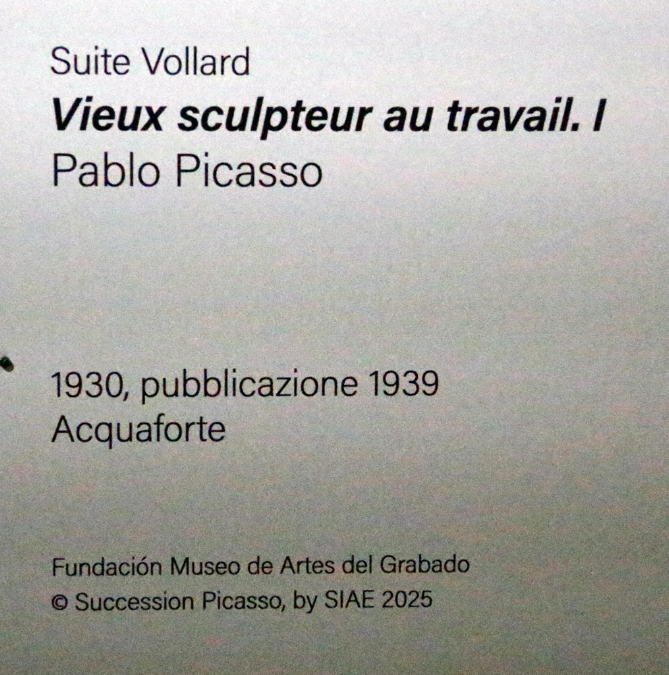 Suite Vollard
Vieux sculpteur au travail. I
Pablo Picasso
1930, pubblicazione 1939
Acquaforte
Fundación Museo de Artes del Grabado
© Succession Picasso, by SIAE 2025